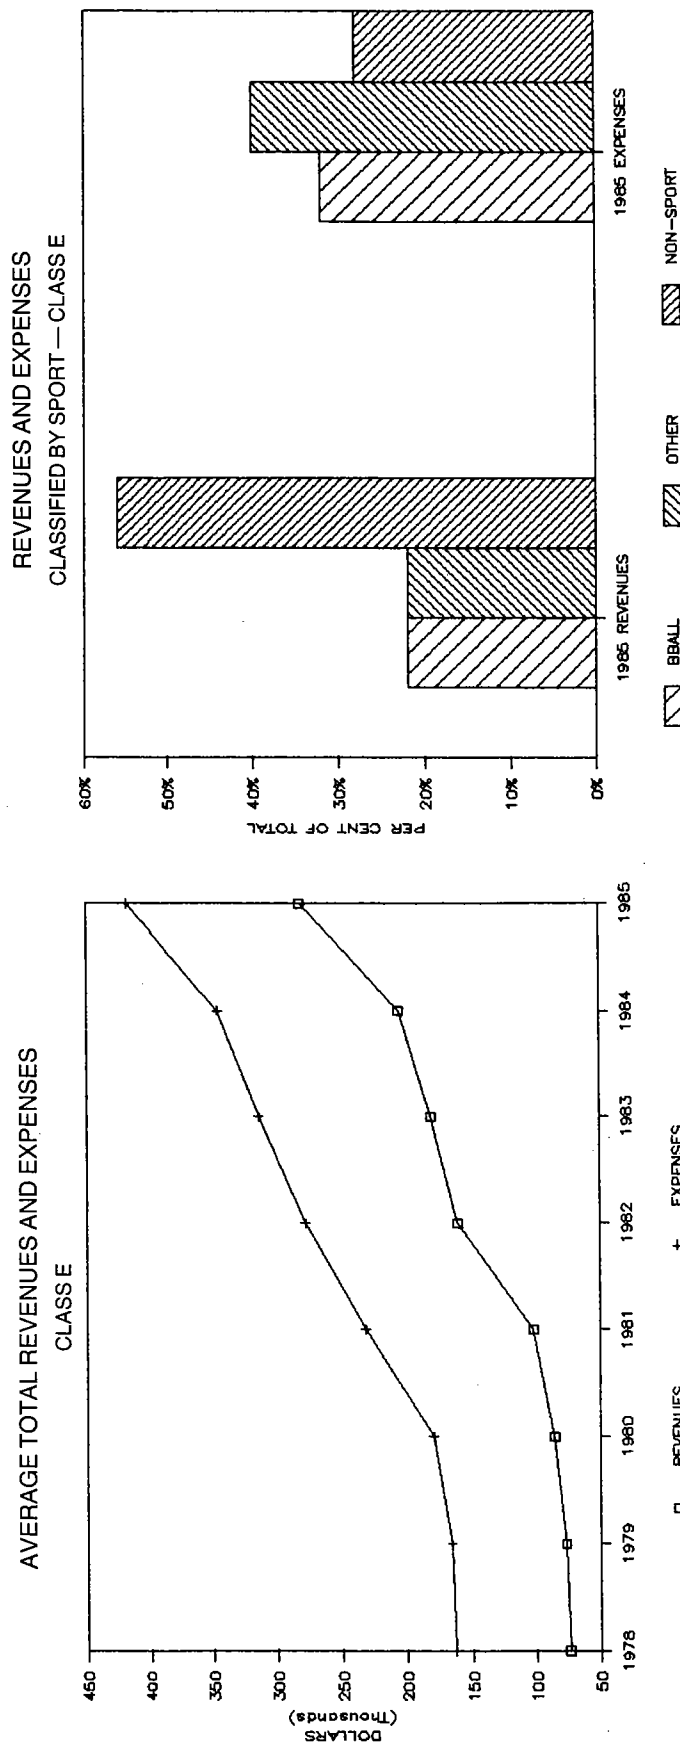 AVERAGE TOTAL REVENUES AND EXPENSES
CLASS E
DOLLARS
(Thousands)
450
400
350
300
250
200
150
100
50
1978
1979
1980
1981
1982
1983
1984
1985
REVENUES
+ EXPENSES
REVENUES AND EXPENSES
CLASSIFIED BY SPORT — CLASS E
PER CENT OF TOTAL
60%
50%
40%
30%
20%
10%
0%
1985 REVENUES
1985 EXPENSES
BBALL
OTHER
NON-SPORT